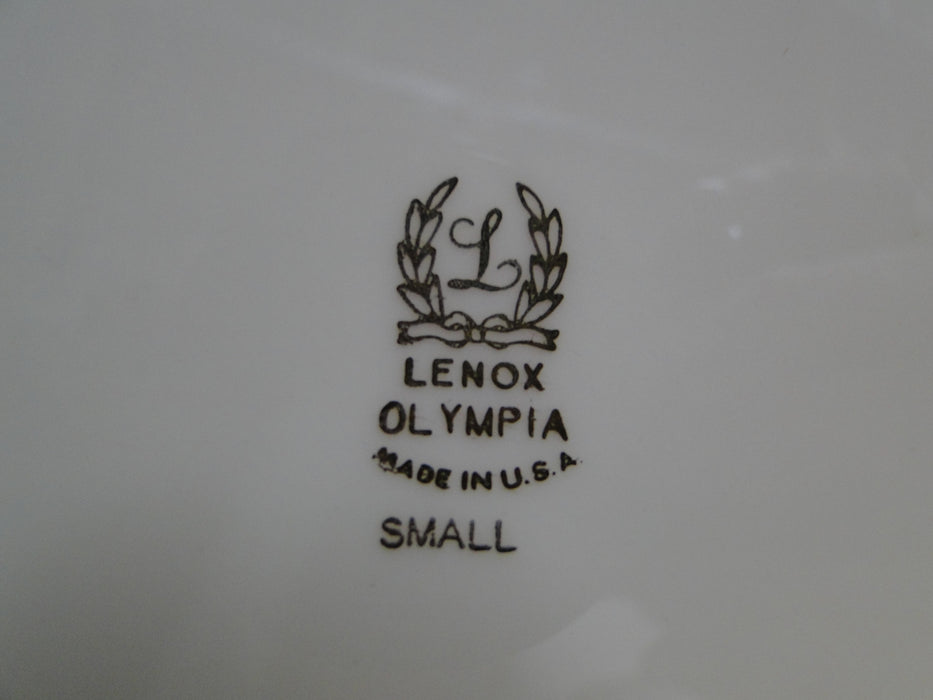 L
LENOX
OLYMPIA
MADE IN U.S.A
SMALL